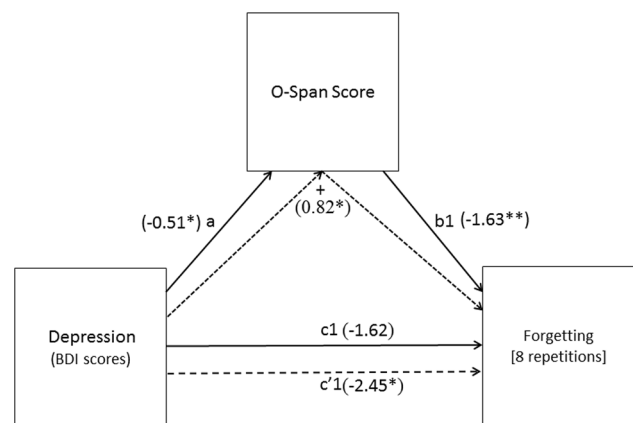 O-Span Score
+
(0.82*)
(-0.51*) a
b1 (-1.63**)
Depression
(BDI scores)
c1 (-1.62)
c'1(-2.45*)
Forgetting
[8 repetitions]